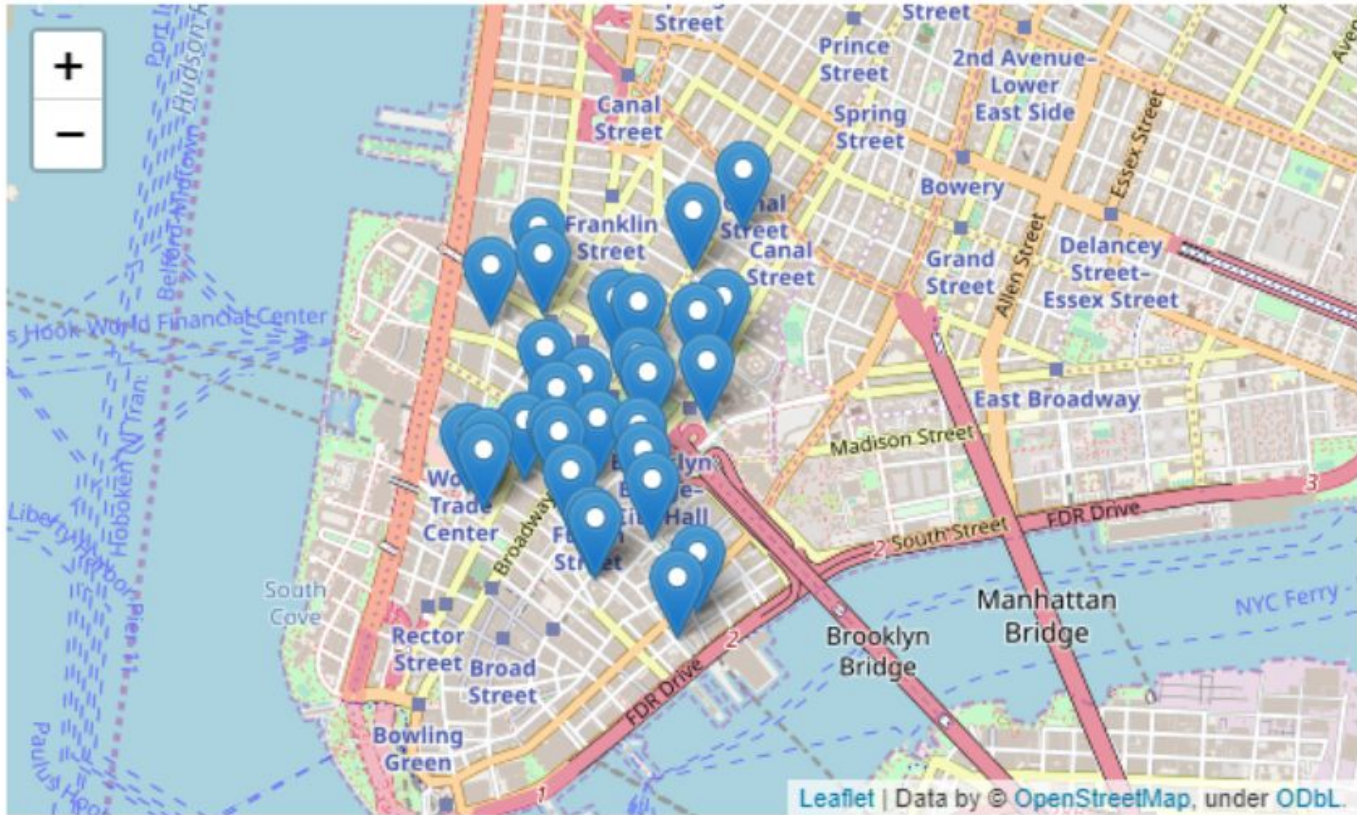 +
−
Street
Street
Prince
Street
2nd Avenue–
Lower
East Side
Canal
Street
Spring
Street
Essex Street
Bowery
Franklin
Street
Canal
Street
Canal
Street
Grand
Street
Allen Street
Delancey
Street–
Essex Street
s Hook-World Financial Center
Belford-Midtown
Hudson
East Broadway
Madison Street
Trade
Center
City Hall
Broadway
Street
South Street
FDR Drive
3
2
South
Cove
Rector
Street
Broad
Street
Bowling
Green
FDR Drive
2
1
Brooklyn
Bridge
Manhattan
Bridge
NYC Ferry
Leaflet | Data by © OpenStreetMap, under ODbL.